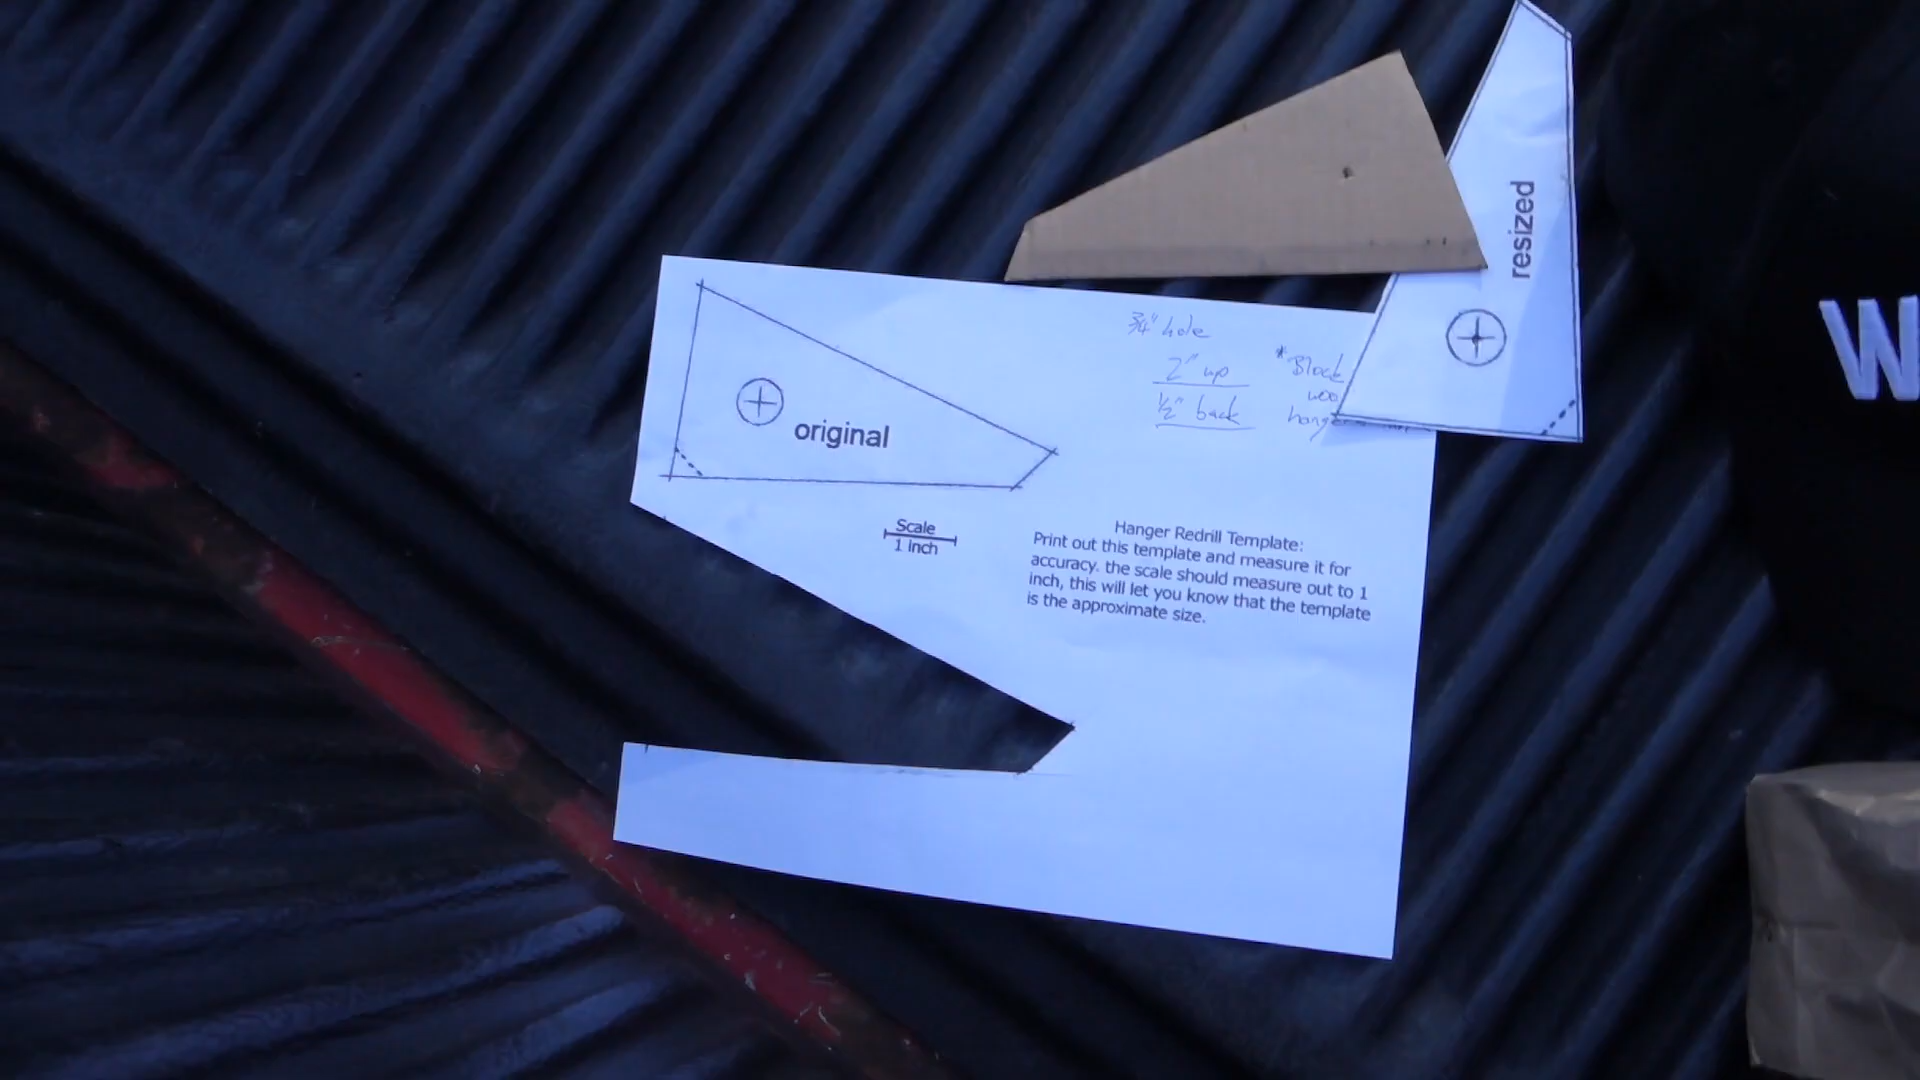 original
Scale
1 inch
3/4" hole
2" up
1/2" back
*Block
resized
Hanger Redrill Template:
Print out this template and measure it for
accuracy. the scale should measure out to 1
inch, this will let you know that the template
is the approximate size.
W